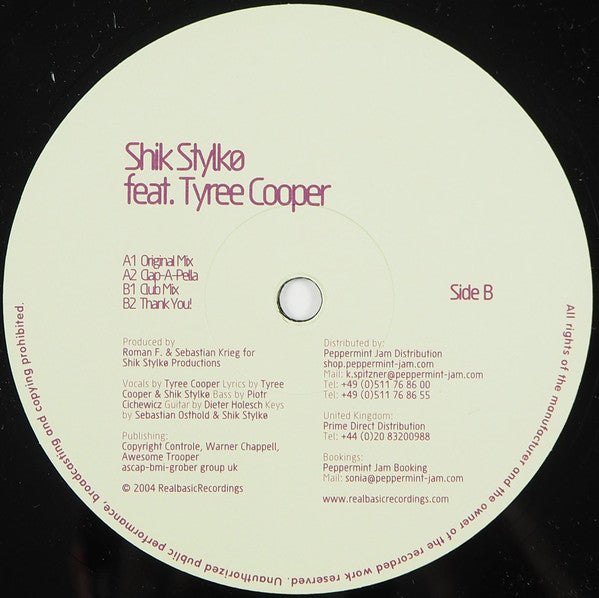 Shik Stylkø
feat. Tyree Cooper
A1 Original Mix
A2 Clap-A-Pella
B1 Club Mix
B2 Thank You!
Side B
Produced by
Roman F. & Sebastian Krieg for
Shik Stylkø Productions
Vocals by Tyree Cooper Lyrics by Tyree
Cooper & Shik Stylkø Bass by Piotr
Cichewicz Guitar by Dieter Holesch Keys
by Sebastian Osthold & Shik Stylkø
Publishing:
Copyright Controle, Warner Chappell,
Awesome Trooper
ascap-bmi-grober group uk
© 2004 RealbasicRecordings
Distributed by:
Peppermint Jam Distribution
shop.peppermint-jam.com
Mail: k.spitzner@peppermint-jam.com
Tel: +49 (0)511 76 86 00
Tel: +49 (0)511 76 86 55
United Kingdom:
Prime Direct Distribution
Tel: +44 (0)20 83200988
Bookings:
Peppermint Jam Booking
Mail: sonia@peppermint-jam.com
www.realbasicrecordings.com
All rights of the manufacturer and the owner of the recorded work reserved. Unauthorized public performance, broadcasting and copying prohibited.